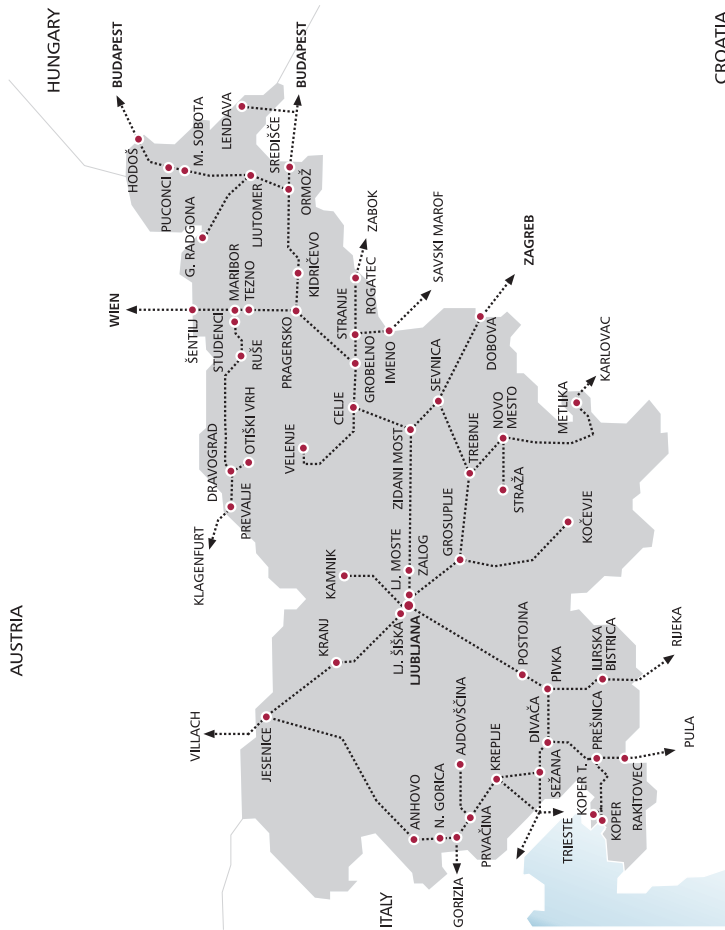 AUSTRIA
HUNGARY
CROATIA
ITALY
BUDAPEST
BUDAPEST
HODOŠ
PUCONCI
M. SOBOTA
LENDAVA
SREDIŠČE
ORMOŽ
LJUTOMER
G. RADGONA
WIEN
ŠENTILJ
MARIBOR
TEZNO
STUDENCI
RUŠE
PRAGERSKO
KIDRIČEVO
STRANJE
ROGATEC
ZABOK
GROBELNO
IMENO
SAVSKI MAROF
CELJE
VELENJE
OTIŠKI VRH
DRAVOGRAD
PREVALJE
KLAGENFURT
ZIDANI MOST
SEVNICA
DOBOVA
ZAGREB
TREBNJE
NOVO
MESTO
STRAŽA
METLIKA
KARLOVAC
GROSUPLJE
KOČEVJE
ZALOG
LJ. MOSTE
KAMNIK
LJ. ŠIŠKA
LJUBLJANA
KRANJ
JESENICE
VILLACH
POSTOJNA
PIVKA
ILIRSKA
BISTRICA
RIJEKA
DIVAČA
PREŠNICA
PULA
RAKITOVEC
KOPER T.
KOPER
SEŽANA
KREPLJE
TRIESTE
AJDOVŠČINA
PRVAČINA
N. GORICA
ANHOVO
GORIZIA